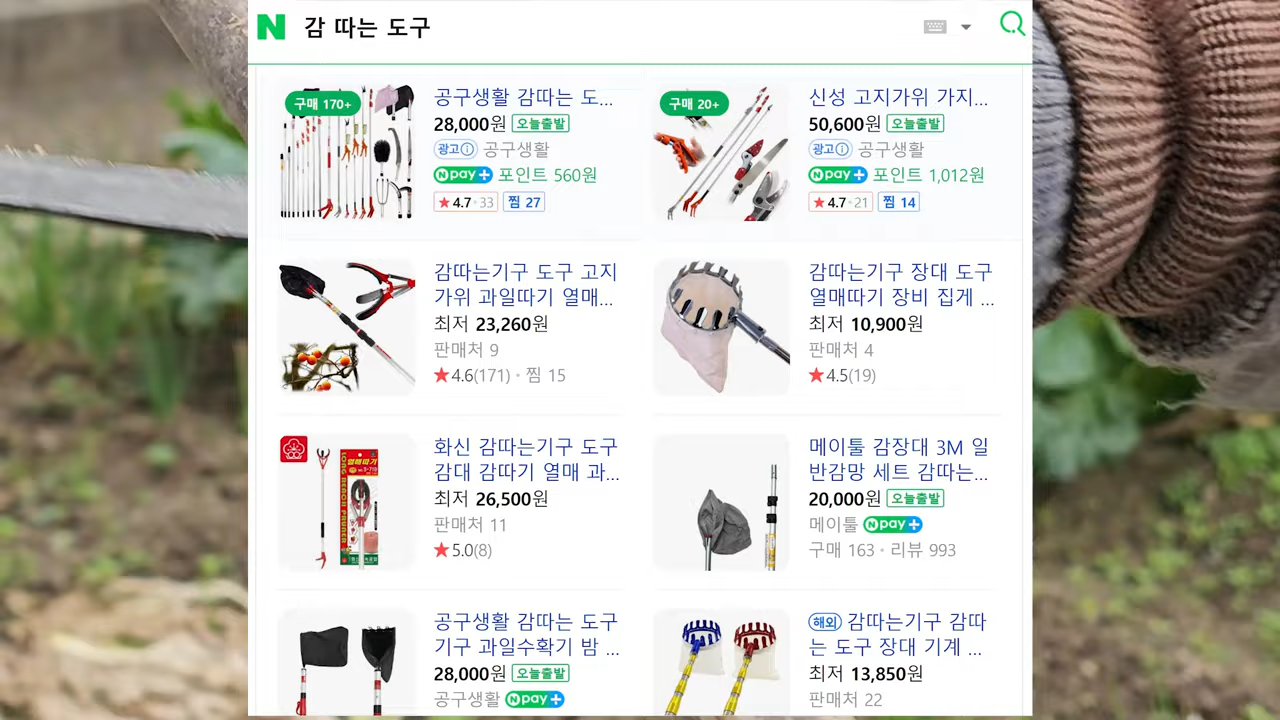 N 감 따는 도구
구매 170+
공구생활 감따는 도...
28,000원 오늘출발
광고 공구생활
N pay+ 포인트 560원
★4.7·33 찜 27
구매 20+
신성 고지가위 가지...
50,600원 오늘출발
광고 공구생활
N pay+ 포인트 1,012원
★4.7·21 찜 14
감따는기구 도구 고지
가위 과일따기 열매...
최저 23,260원
판매처 9
★4.6(171)·찜 15
감따는기구 장대 도구
열매따기 장비 집게 ...
최저 10,900원
판매처 4
★4.5(19)
LONG REACH PRUNER
열매따기
S-710
화신 감따는기구 도구
감대 감따기 열매 과...
최저 26,500원
판매처 11
★5.0(8)
메이툴 감장대 3M 일
반감망 세트 감따는...
20,000원 오늘출발
메이툴 N pay+
구매 163·리뷰 993
공구생활 감따는 도구
기구 과일수확기 밤 ...
28,000원 오늘출발
공구생활 N pay+
해외 감따는기구 감따
는 도구 장대 기계 ...
최저 13,850원
판매처 22